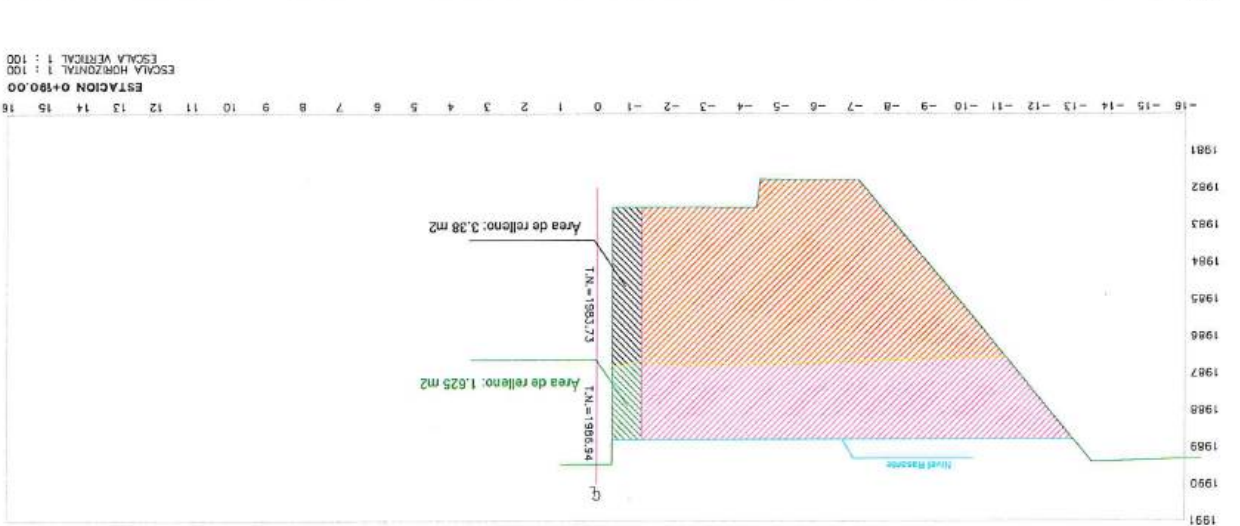 1991
1990
1989
1988
1987
1986
1985
1984
1983
1982
1981
℄
Nivel Rasante
T.N.=1986.94
Área de relleno: 1.625 m2
T.N.=1983.73
Área de relleno: 3.38 m2
-16 -15 -14 -13 -12 -11 -10 -9 -8 -7 -6 -5 -4 -3 -2 -1 0 1 2 3 4 5 6 7 8 9 10 11 12 13 14 15 16
ESTACION 0+190.00
ESCALA HORIZONTAL 1 : 100
ESCALA VERTICAL 1 : 100